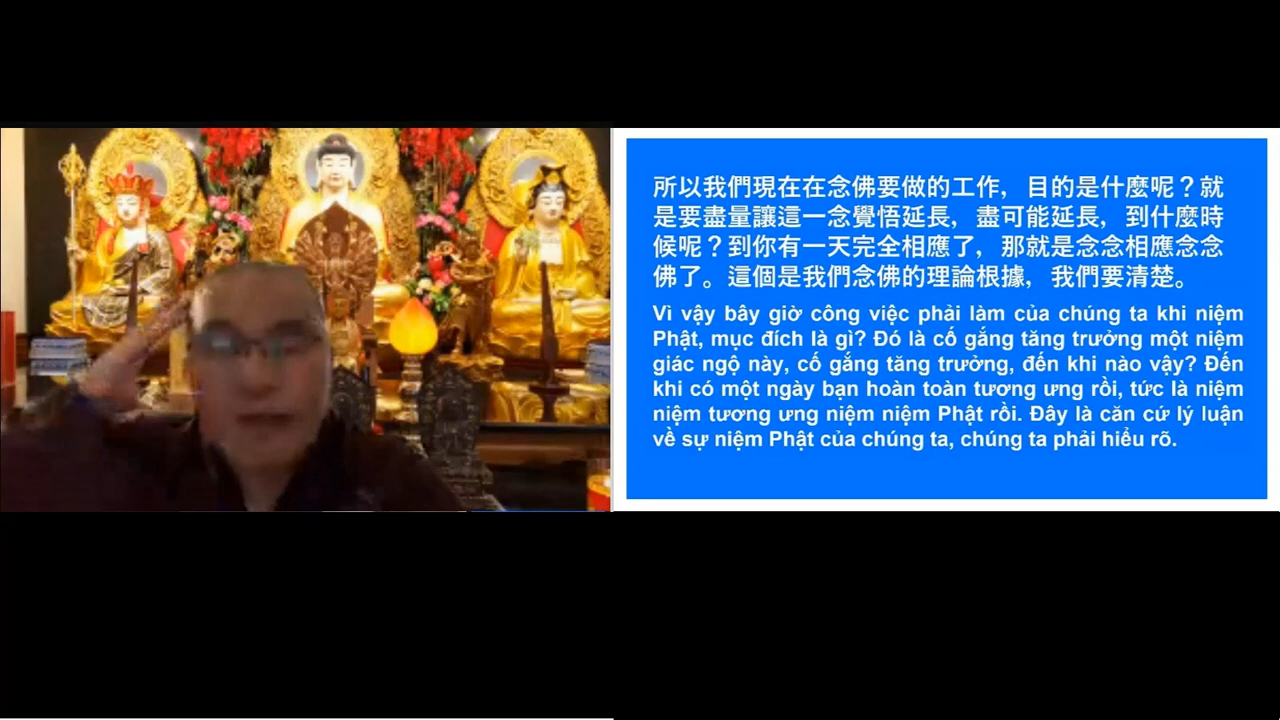 所以我們現在在念佛要做的工作，目的是什麼呢？就
是要盡量讓這一念覺悟延長，盡可能延長，到什麼時
候呢？到你有一天完全相應了，那就是念念相應念念
佛了。這個是我們念佛的理論根據，我們要清楚。
Vì vậy bây giờ công việc phải làm của chúng ta khi niệm
Phật, mục đích là gì? Đó là cố gắng tăng trưởng một niệm
giác ngộ này, cố gắng tăng trưởng, đến khi nào vậy? Đến
khi có một ngày bạn hoàn toàn tương ưng rồi, tức là niệm
niệm tương ưng niệm niệm Phật rồi. Đây là căn cứ lý luận
về sự niệm Phật của chúng ta, chúng ta phải hiểu rõ.